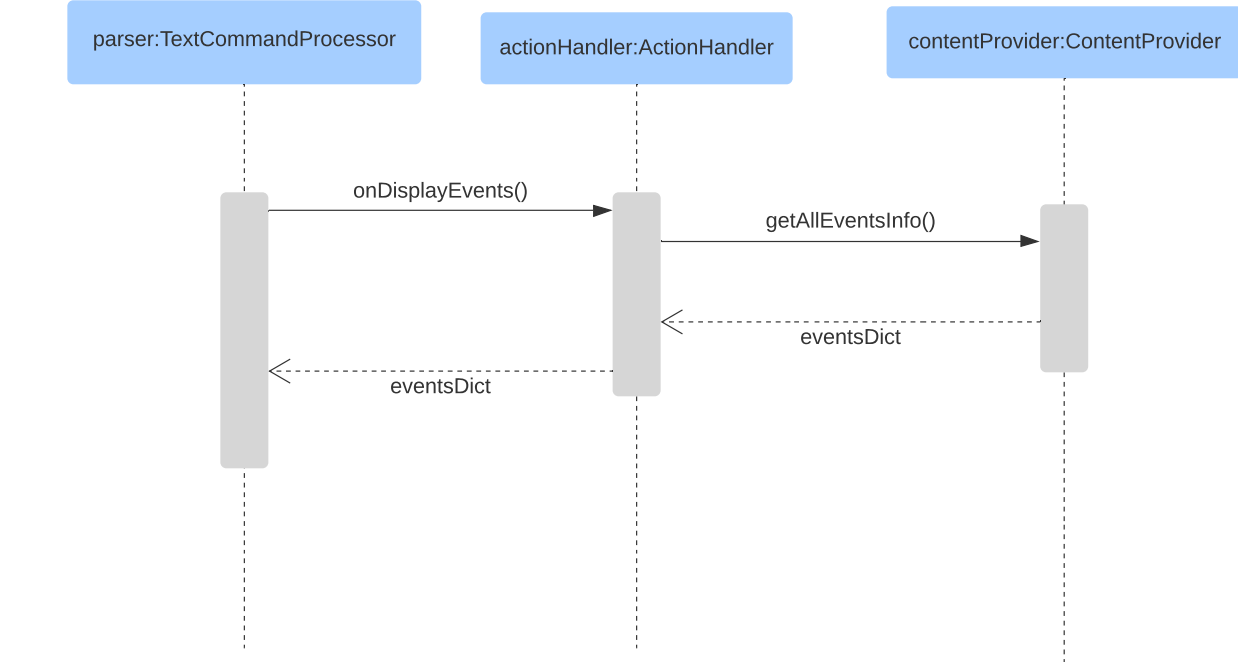 parser:TextCommandProcessor
actionHandler:ActionHandler
contentProvider:ContentProvider
onDisplayEvents()
getAllEventsInfo()
eventsDict
eventsDict